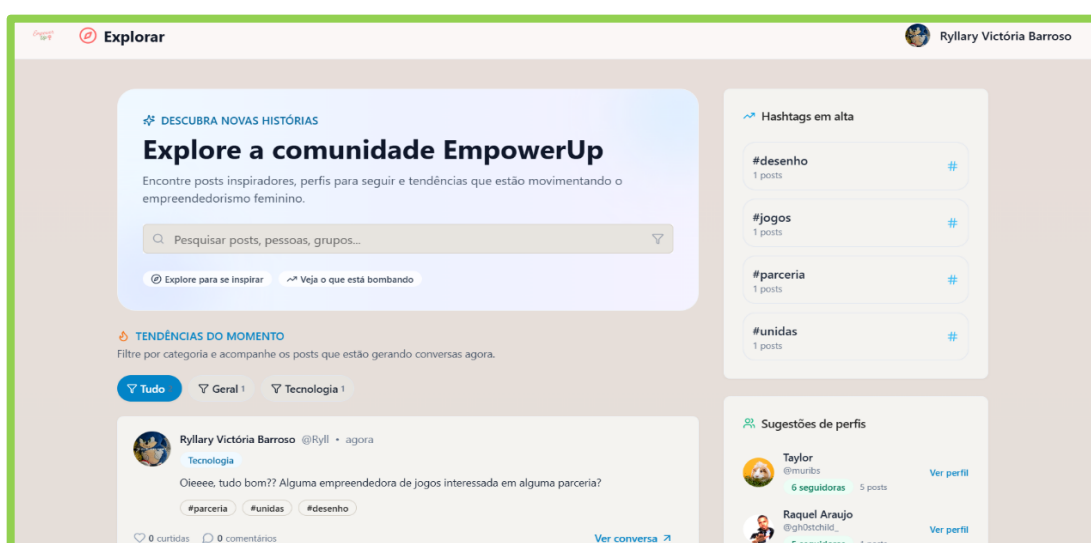 Explorar
Ryllary Victória Barroso
DESCUBRA NOVAS HISTÓRIAS
Explore a comunidade EmpowerUp
Encontre posts inspiradores, perfis para seguir e tendências que estão movimentando o
empreendedorismo feminino.
Pesquisar posts, pessoas, grupos...
Explore para se inspirar
Veja o que está bombando
TENDÊNCIAS DO MOMENTO
Filtre por categoria e acompanhe os posts que estão gerando conversas agora.
Tudo
Geral 1
Tecnologia 1
Ryllary Victória Barroso @Ryll • agora
Tecnologia
Oieeee, tudo bom?? Alguma empreendedora de jogos interessada em alguma parceria?
#parceria #unidas #desenho
0 curtidas 0 comentários
Ver conversa
Hashtags em alta
#desenho
1 posts
#
#jogos
1 posts
#
#parceria
1 posts
#
#unidas
1 posts
#
Sugestões de perfis
Taylor
@muribs
6 seguidoras 5 posts
Ver perfil
Raquel Araujo
@gh0stchild_
Ver perfil